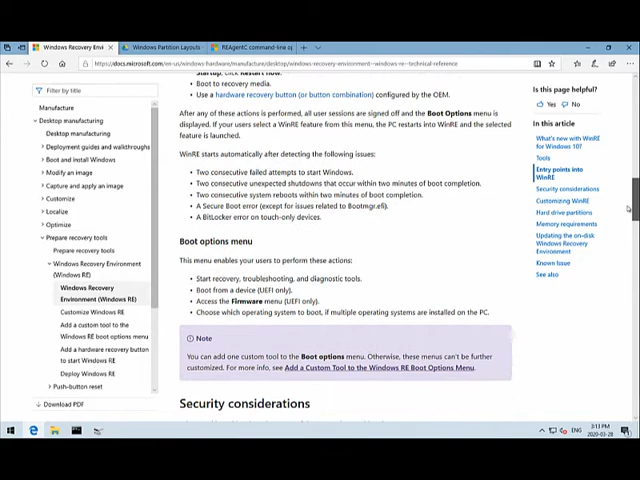 Windows Recovery Envi
Windows Partition Layouts
REAgentC command-line op
https://docs.microsoft.com/en-us/windows-hardware/manufacture/desktop/windows-recovery-environment--windows-re--technical-reference
Filter by title
Manufacture
Desktop manufacturing
Desktop manufacturing
Deployment guides and walkthroughs
Boot and install Windows
Modify an image
Capture and apply an image
Customize
Localize
Optimize
Prepare recovery tools
Prepare recovery tools
Windows Recovery Environment
(Windows RE)
Windows Recovery
Environment (Windows RE)
Customize Windows RE
Add a custom tool to the
Windows RE boot options menu
Add a hardware recovery button
to start Windows RE
Deploy Windows RE
Push-button reset
Download PDF
Startup, click Restart now.
• Boot to recovery media.
• Use a hardware recovery button (or button combination) configured by the OEM.
After any of these actions is performed, all user sessions are signed off and the Boot Options menu is
displayed. If your users select a WinRE feature from this menu, the PC restarts into WinRE and the selected
feature is launched.
WinRE starts automatically after detecting the following issues:
• Two consecutive failed attempts to start Windows.
• Two consecutive unexpected shutdowns that occur within two minutes of boot completion.
• Two consecutive system reboots within two minutes of boot completion.
• A Secure Boot error (except for issues related to Bootmgr.efi).
• A BitLocker error on touch-only devices.
Boot options menu
This menu enables your users to perform these actions:
• Start recovery, troubleshooting, and diagnostic tools.
• Boot from a device (UEFI only).
• Access the Firmware menu (UEFI only).
• Choose which operating system to boot, if multiple operating systems are installed on the PC.
Note
You can add one custom tool to the Boot options menu. Otherwise, these menus can't be further
customized. For more info, see Add a Custom Tool to the Windows RE Boot Options Menu.
Security considerations
Is this page helpful?
Yes No
In this article
What's new with WinRE
for Windows 10?
Tools
Entry points into
WinRE
Security considerations
Customizing WinRE
Hard drive partitions
Memory requirements
Updating the on-disk
Windows Recovery
Environment
Known Issue
See also
ENG
3:11 PM
2020-03-28